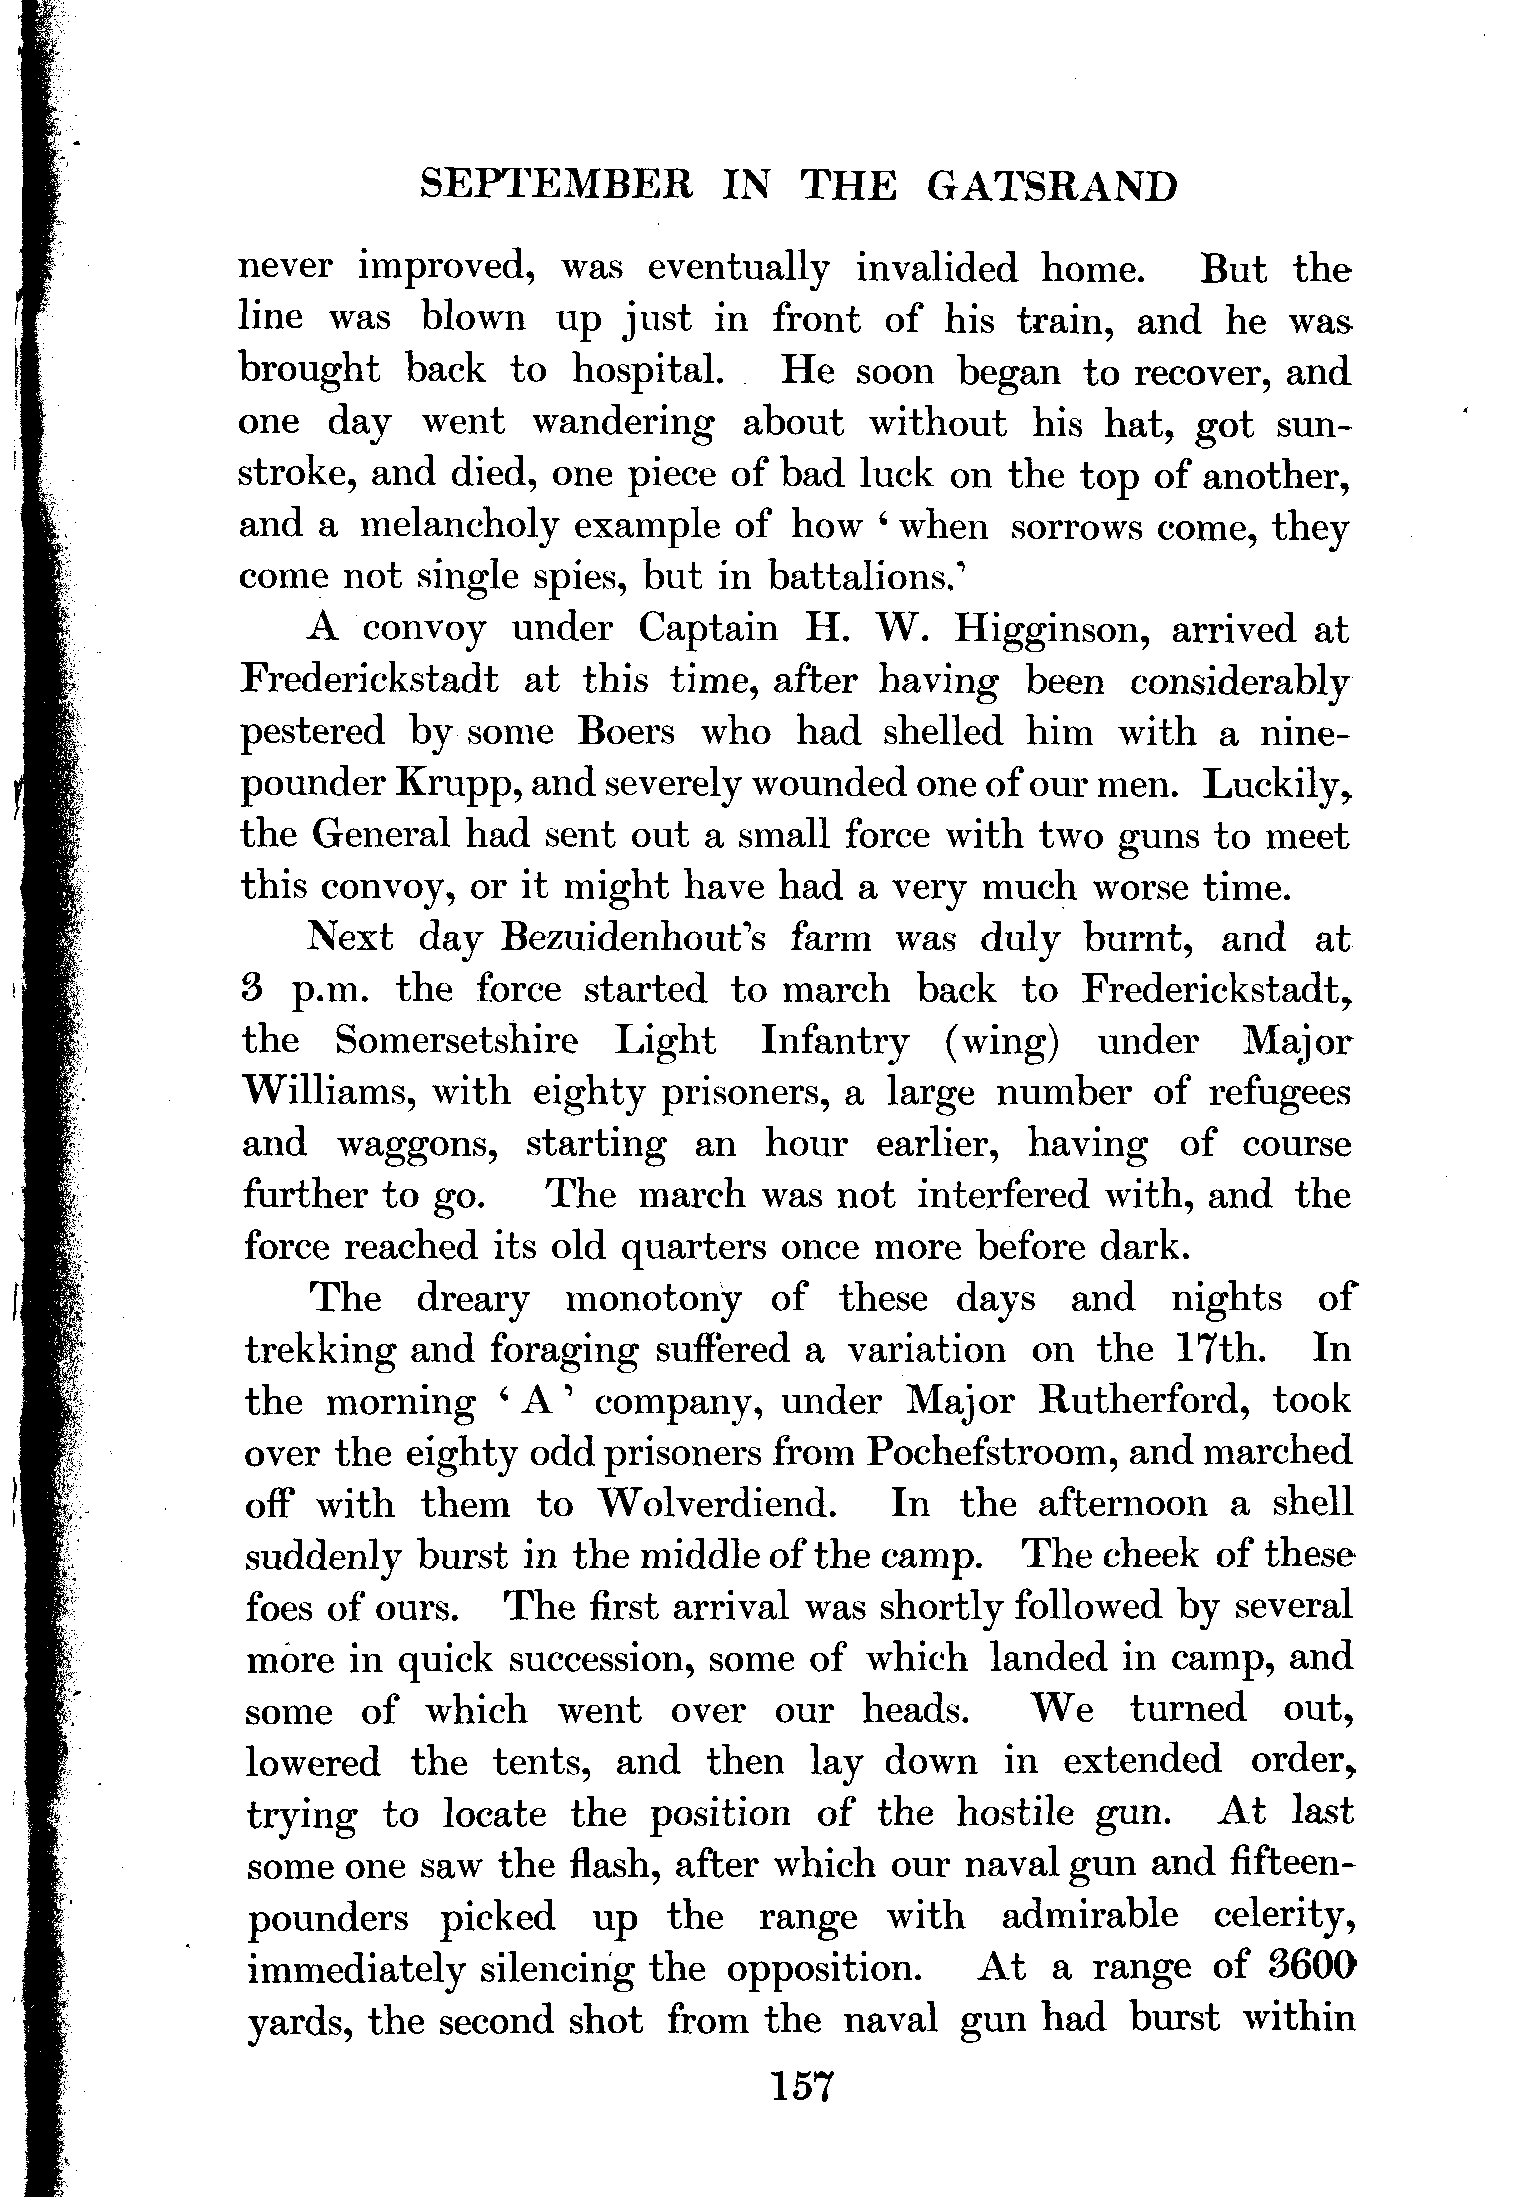 SEPTEMBER IN THE GATSRAND
never improved, was eventually invalided home. But the
line was blown up just in front of his train, and he was
brought back to hospital. He soon began to recover, and
one day went wandering about without his hat, got sun-
stroke, and died, one piece of bad luck on the top of another,
and a melancholy example of how ‘ when sorrows come, they
come not single spies, but in battalions.’
A convoy under Captain H. W. Higginson, arrived at
Frederickstadt at this time, after having been considerably
pestered by some Boers who had shelled him with a nine-
pounder Krupp, and severely wounded one of our men. Luckily,
the General had sent out a small force with two guns to meet
this convoy, or it might have had a very much worse time.
Next day Bezuidenhout's farm was duly burnt, and at
3 p.m. the force started to march back to Frederickstadt,
the Somersetshire Light Infantry (wing) under Major
Williams, with eighty prisoners, a large number of refugees
and waggons, starting an hour earlier, having of course
further to go. The march was not interfered with, and the
force reached its old quarters once more before dark.
The dreary monotony of these days and nights of
trekking and foraging suffered a variation on the 17th. In
the morning ‘ A ’ company, under Major Rutherford, took
over the eighty odd prisoners from Pochefstroom, and marched
off with them to Wolverdiend. In the afternoon a shell
suddenly burst in the middle of the camp. The cheek of these
foes of ours. The first arrival was shortly followed by several
more in quick succession, some of which landed in camp, and
some of which went over our heads. We turned out,
lowered the tents, and then lay down in extended order,
trying to locate the position of the hostile gun. At last
some one saw the flash, after which our naval gun and fifteen-
pounders picked up the range with admirable celerity,
immediately silencing the opposition. At a range of 3600
yards, the second shot from the naval gun had burst within
157